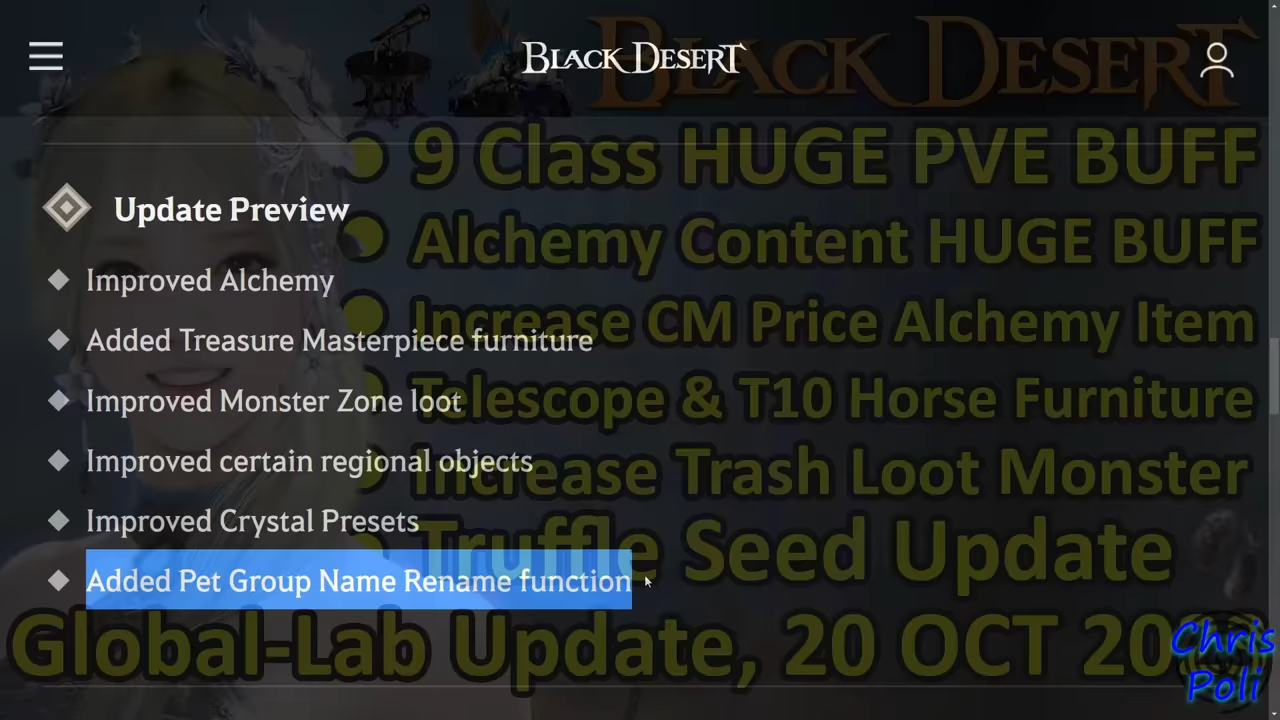 BLACK DESERT
BLACK DESERT
9 Class HUGE PVE BUFF
Update Preview
Alchemy Content HUGE BUFF
Improved Alchemy
Increase CM Price Alchemy Item
Added Treasure Masterpiece furniture
Telescope & T10 Horse Furniture
Improved Monster Zone loot
Increase Trash Loot Monster
Improved certain regional objects
Improved Crystal Presets
Truffle Seed Update
Added Pet Group Name Rename function
Global-Lab Update, 20 OCT 20
Chris
Poli